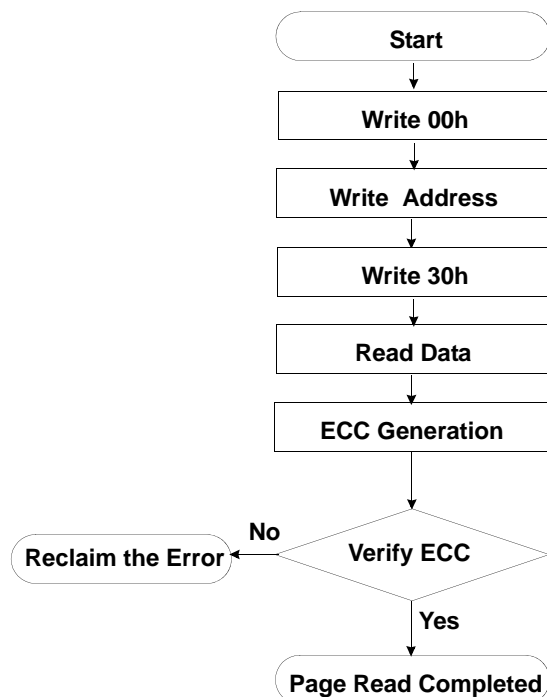 Start
Write 00h
Write Address
Write 30h
Read Data
ECC Generation
No
Reclaim the Error
Verify ECC
Yes
Page Read Completed